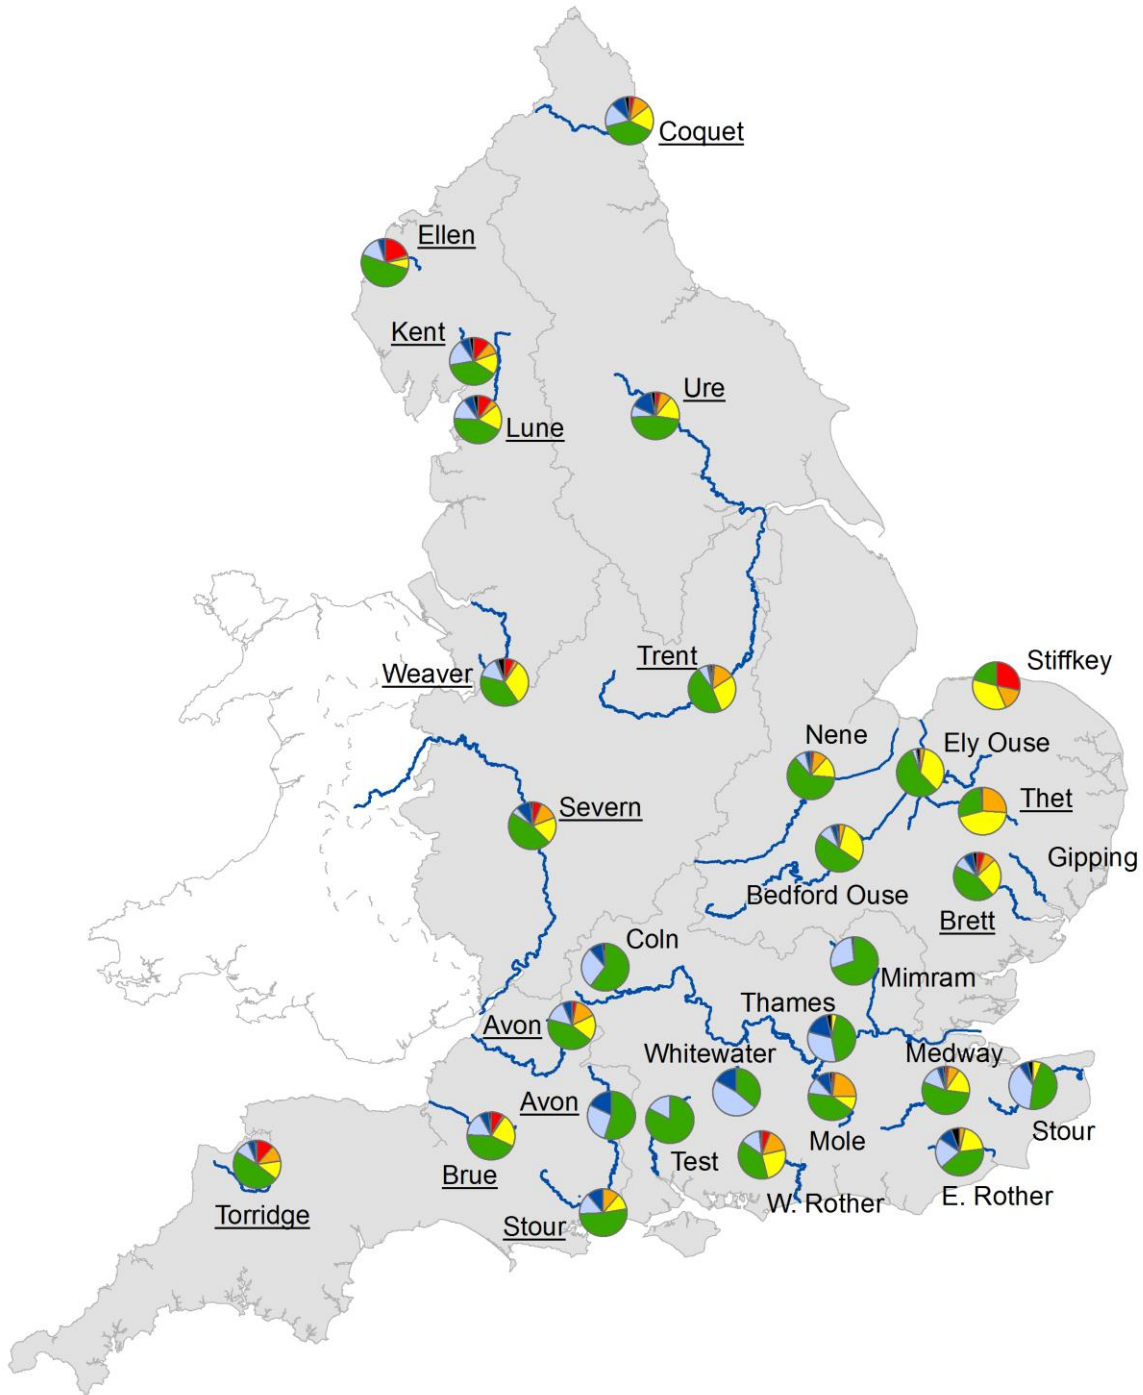 Coquet
Ellen
Kent
Ure
Lune
Trent
Weaver
Stiffkey
Nene
Ely Ouse
Severn
Thet
Gipping
Bedford Ouse
Brett
Coln
Mimram
Thames
Avon
Whitewater
Medway
Avon
Mole
Stour
Test
Brue
W. Rother
E. Rother
Torridge
Stour